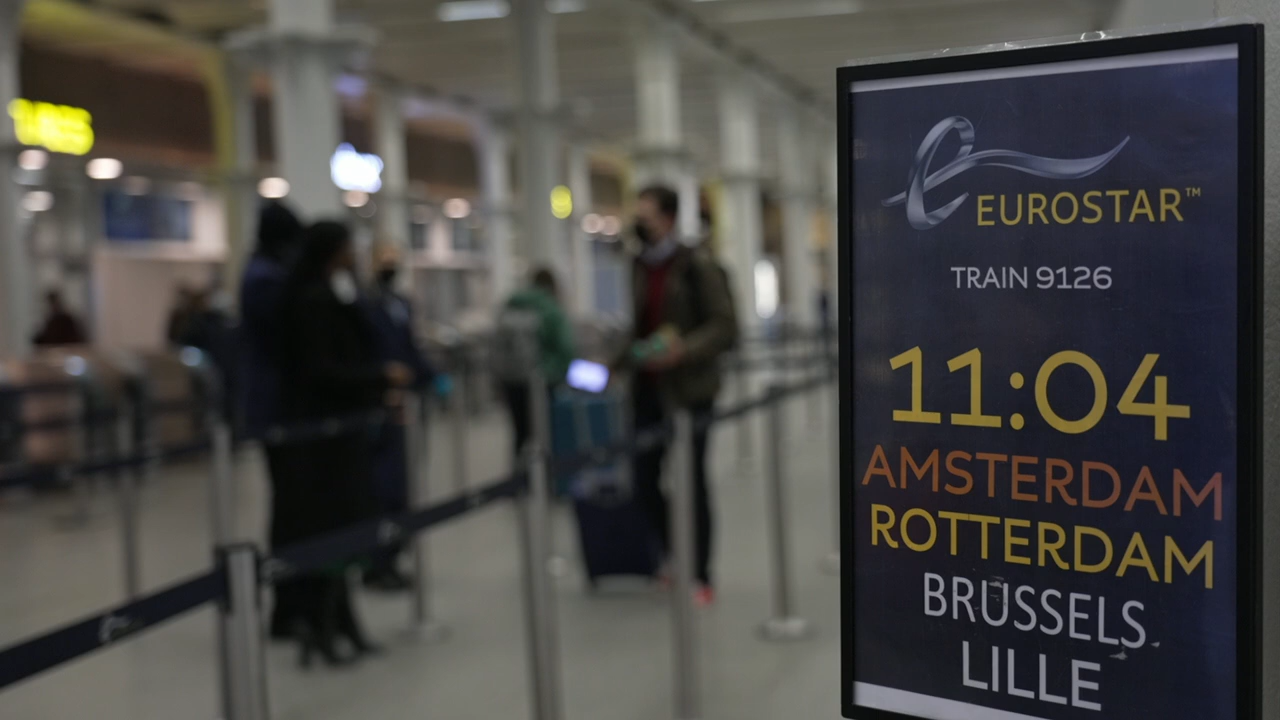 EUROSTAR™
TRAIN 9126
11:04
AMSTERDAM
ROTTERDAM
BRUSSELS
LILLE